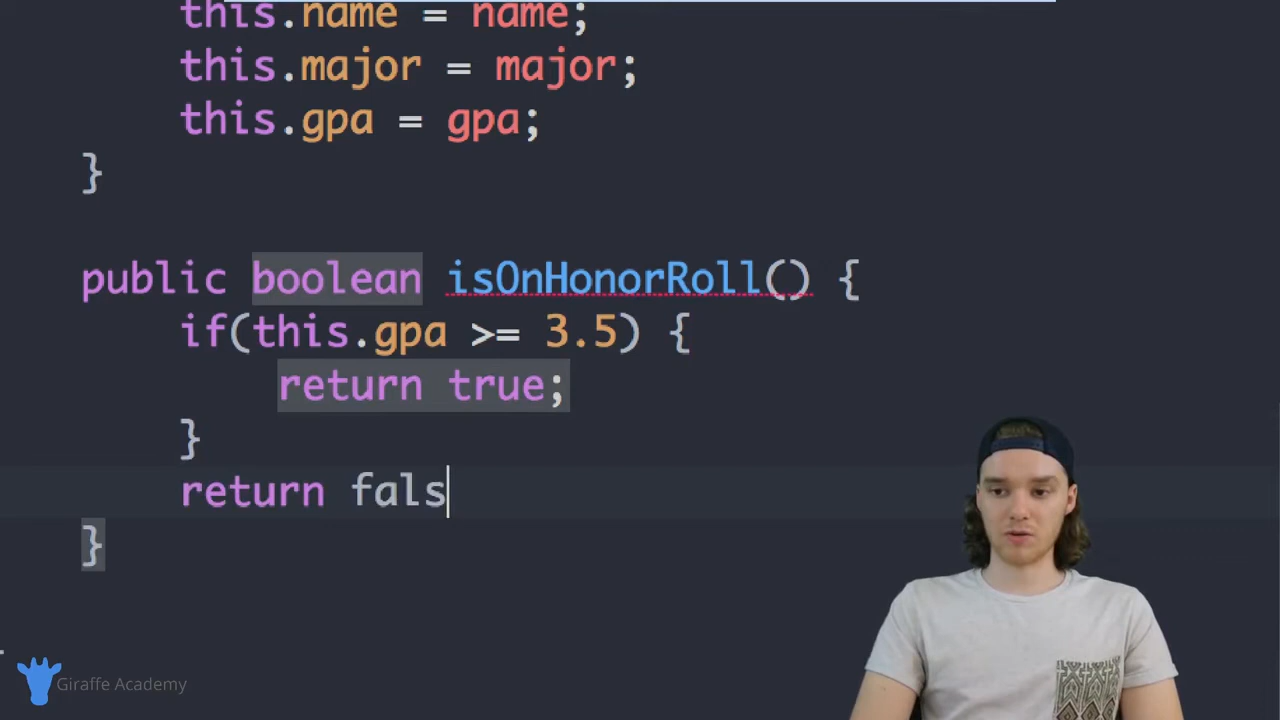 this.name = name;
this.major = major;
this.gpa = gpa;
}
public boolean isOnHonorRoll() {
if(this.gpa >= 3.5) {
return true;
}
return fals
}
Giraffe Academy